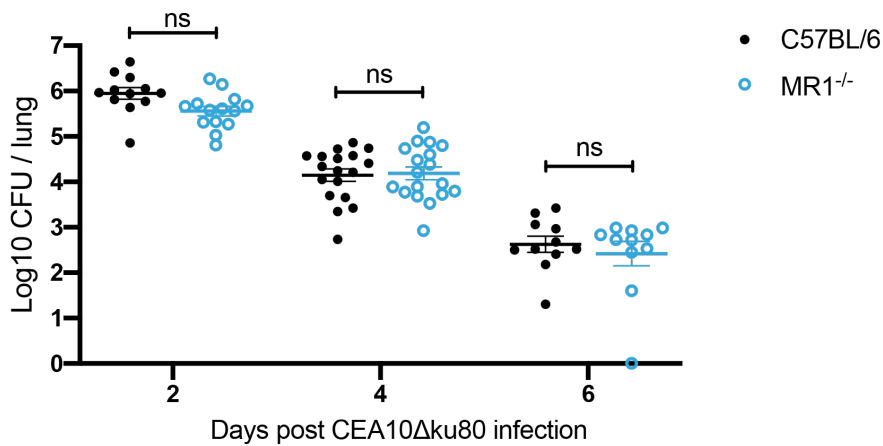 ns
ns
ns
C57BL/6
MR1-/-
Log10 CFU / lung
7
6
5
4
3
2
1
0
2
4
6
Days post CEA10Δku80 infection